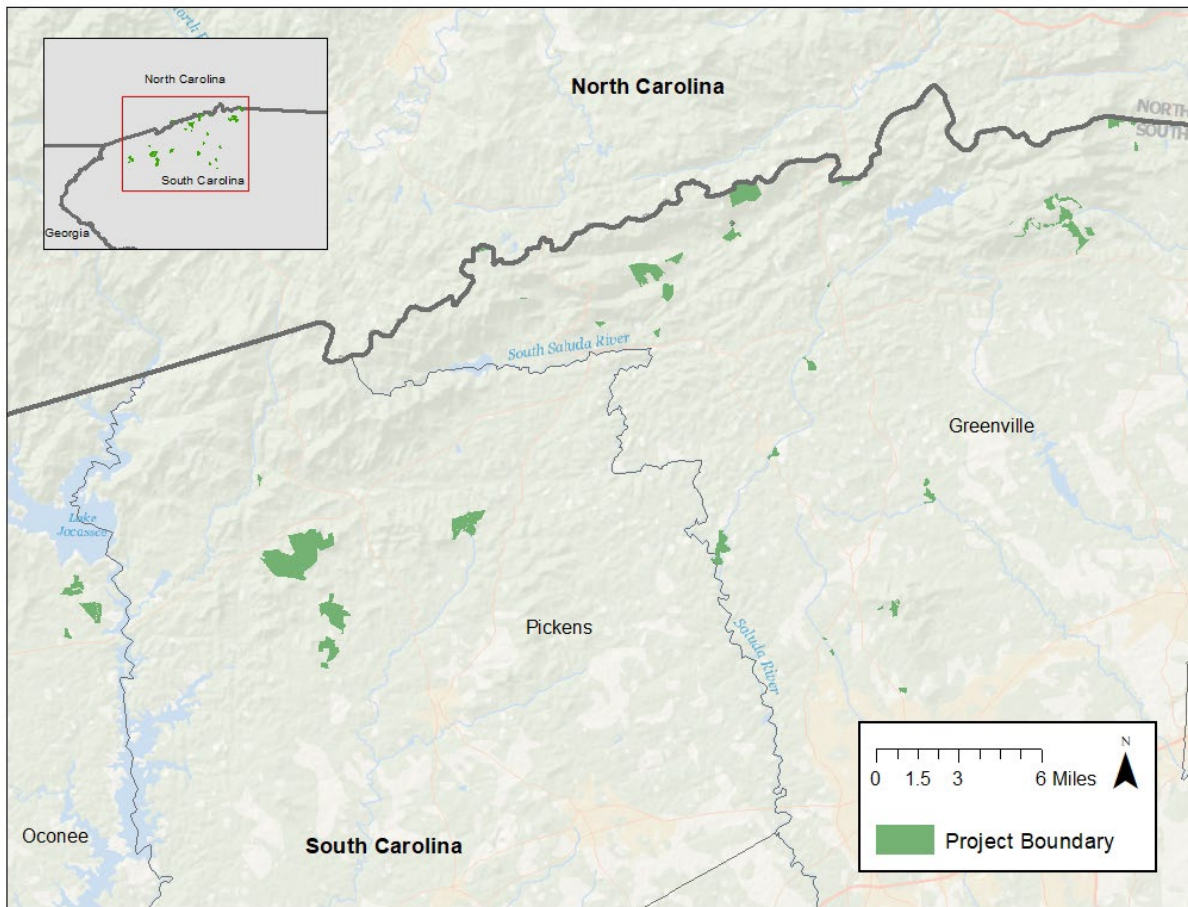 North Carolina
South Carolina
Georgia
North Carolina
NORTH
SOUTH
South Saluda River
Greenville
Lake
Jocassee
Pickens
Saluda River
Oconee
South Carolina
N
0 1.5 3 6 Miles
Project Boundary